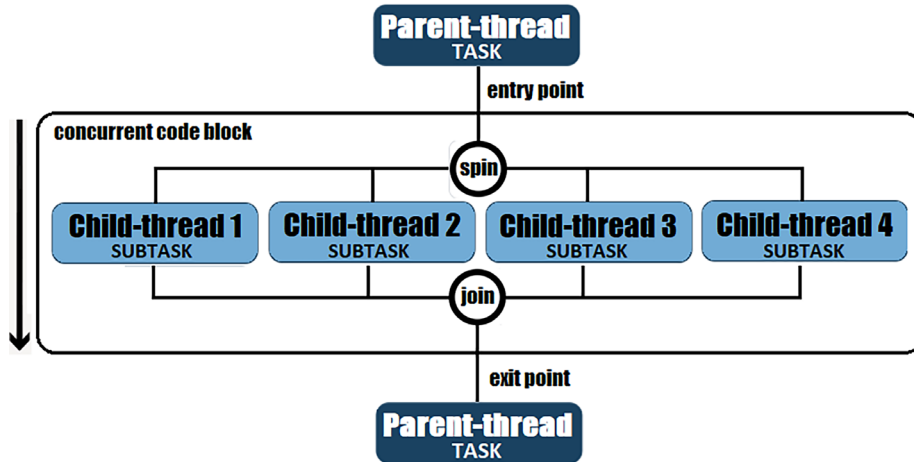 Parent-thread
TASK
entry point
concurrent code block
spin
Child-thread 1
SUBTASK
Child-thread 2
SUBTASK
Child-thread 3
SUBTASK
Child-thread 4
SUBTASK
join
exit point
Parent-thread
TASK